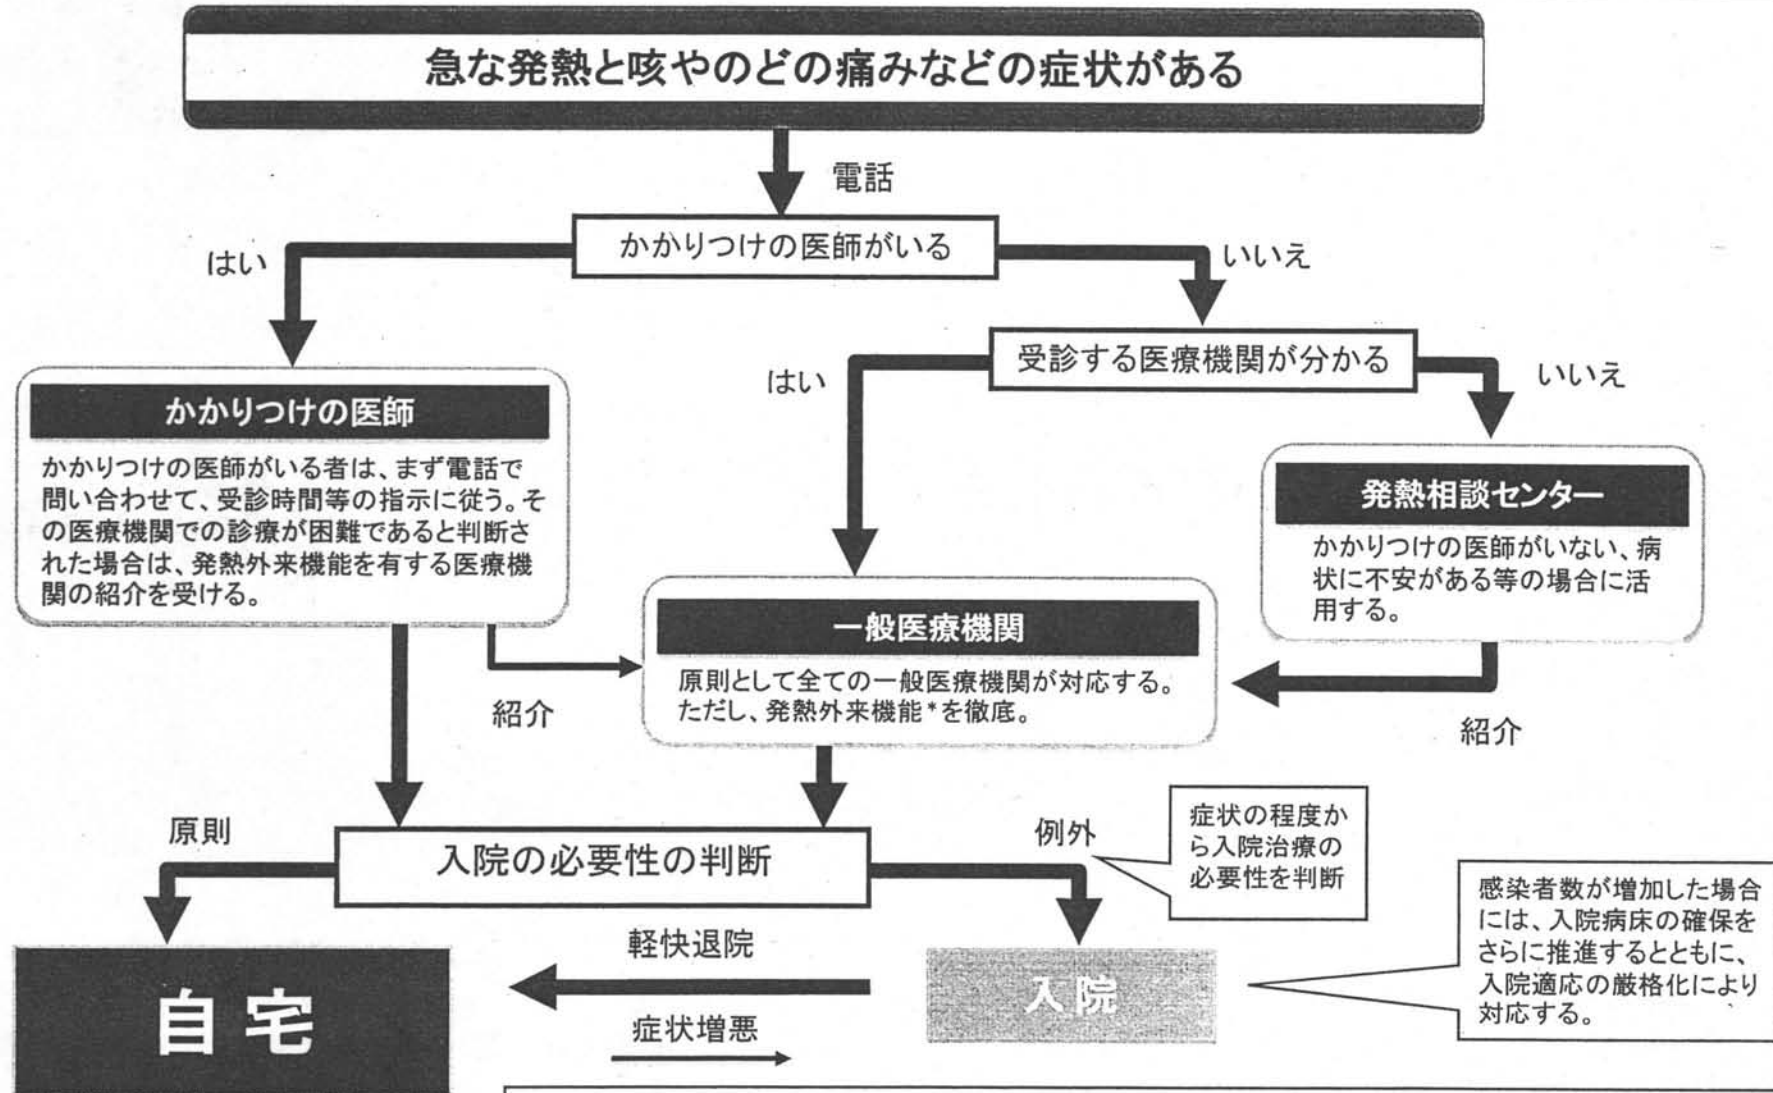 急な発熱と咳やのどの痛みなどの症状がある
電話
かかりつけの医師がいる
はい
いいえ
受診する医療機関が分かる
はい
いいえ
かかりつけの医師
かかりつけの医師がいる者は、まず電話で
問い合わせて、受診時間等の指示に従う。そ
の医療機関での診療が困難であると判断さ
れた場合は、発熱外来機能を有する医療機
関の紹介を受ける。
発熱相談センター
かかりつけの医師がいない、病
状に不安がある等の場合に活
用する。
一般医療機関
原則として全ての一般医療機関が対応する。
ただし、発熱外来機能*を徹底。
紹介
紹介
原則
入院の必要性の判断
例外
症状の程度か
ら入院治療の
必要性を判断
感染者数が増加した場合
には、入院病床の確保を
さらに推進するとともに、
入院適応の厳格化により
対応する。
軽快退院
自宅
入院
症状増悪